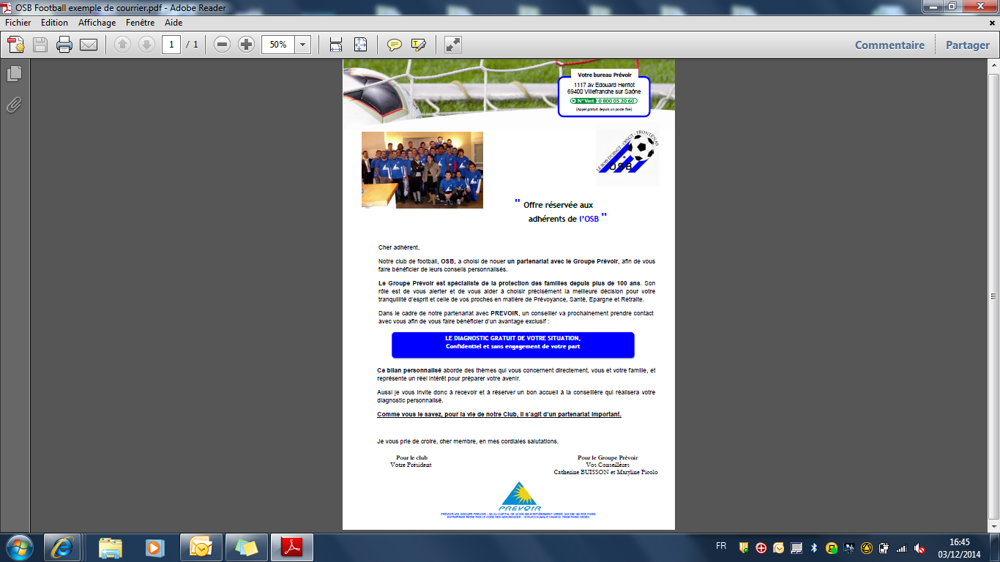 OSB Football exemple de courrier.pdf - Adobe Reader
Fichier Edition Affichage Fenêtre Aide
1 / 1 50% Commentaire Partager
Votre bureau Prévoir
1117 av Edouard Herriot
69400 Villefranche sur Saône
N° Vert 0 800 05 20 60
(Appel gratuit depuis un poste fixe)
LE BOIS D'OINGT - OINGT - FRONTENAS
OSB
" Offre réservée aux
adhérents de l'OSB "
Cher adhérent,
Notre club de football, OSB, a choisi de nouer un partenariat avec le Groupe Prévoir, afin de vous
faire bénéficier de leurs conseils personnalisés.
Le Groupe Prévoir est spécialiste de la protection des familles depuis plus de 100 ans. Son
rôle est de vous alerter et de vous aider à choisir précisément la meilleure décision pour votre
tranquillité d'esprit et celle de vos proches en matière de Prévoyance, Santé, Epargne et Retraite.
Dans le cadre de notre partenariat avec PREVOIR, un conseiller va prochainement prendre contact
avec vous afin de vous faire bénéficier d'un avantage exclusif :
LE DIAGNOSTIC GRATUIT DE VOTRE SITUATION,
Confidentiel et sans engagement de votre part
Ce bilan personnalisé aborde des thèmes qui vous concernent directement, vous et votre famille, et
représente un réel intérêt pour préparer votre avenir.
Aussi je vous invite donc à recevoir et à réserver un bon accueil à la conseillère qui réalisera votre
diagnostic personnalisé.
Comme vous le savez, pour la vie de notre Club, il s'agit d'un partenariat important.
Je vous prie de croire, cher membre, en mes cordiales salutations.
Pour le club
Votre Président
Pour le Groupe Prévoir
Vos Conseillères
Catherine BUISSON et Maryline Picolo
PREVOIR
FR
16:45
03/12/2014